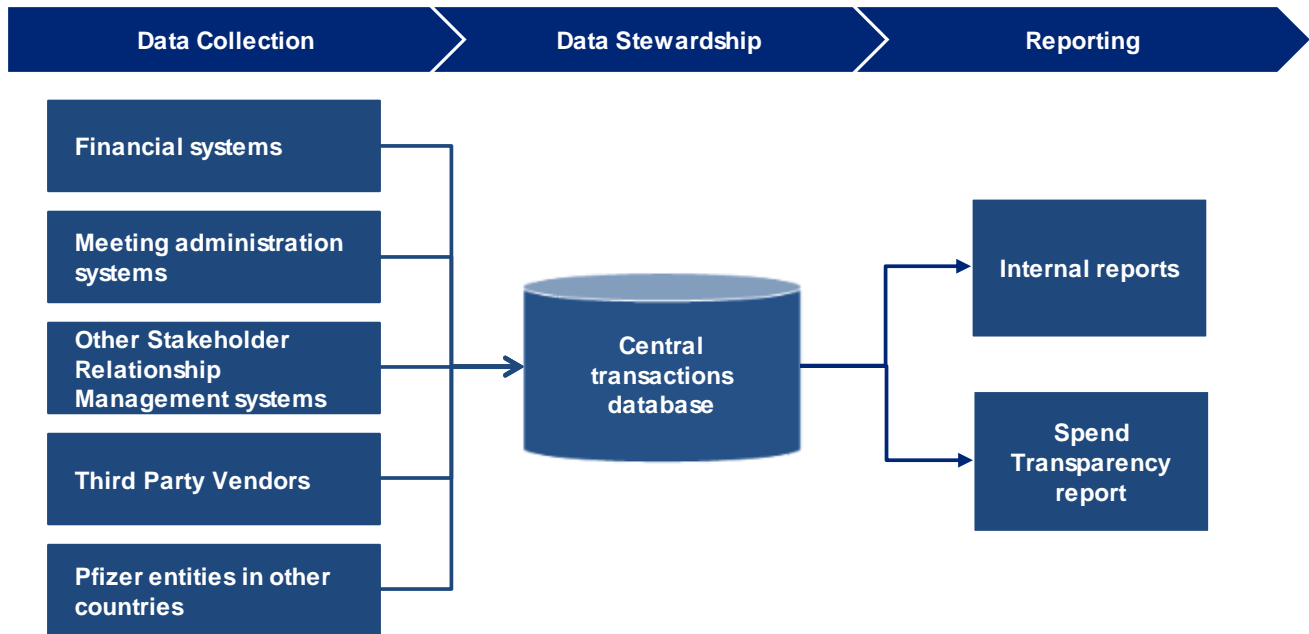 Data Collection
Data Stewardship
Reporting
Financial systems
Meeting administration
systems
Other Stakeholder
Relationship
Management systems
Third Party Vendors
Pfizer entities in other
countries
Central
transactions
database
Internal reports
Spend
Transparency
report